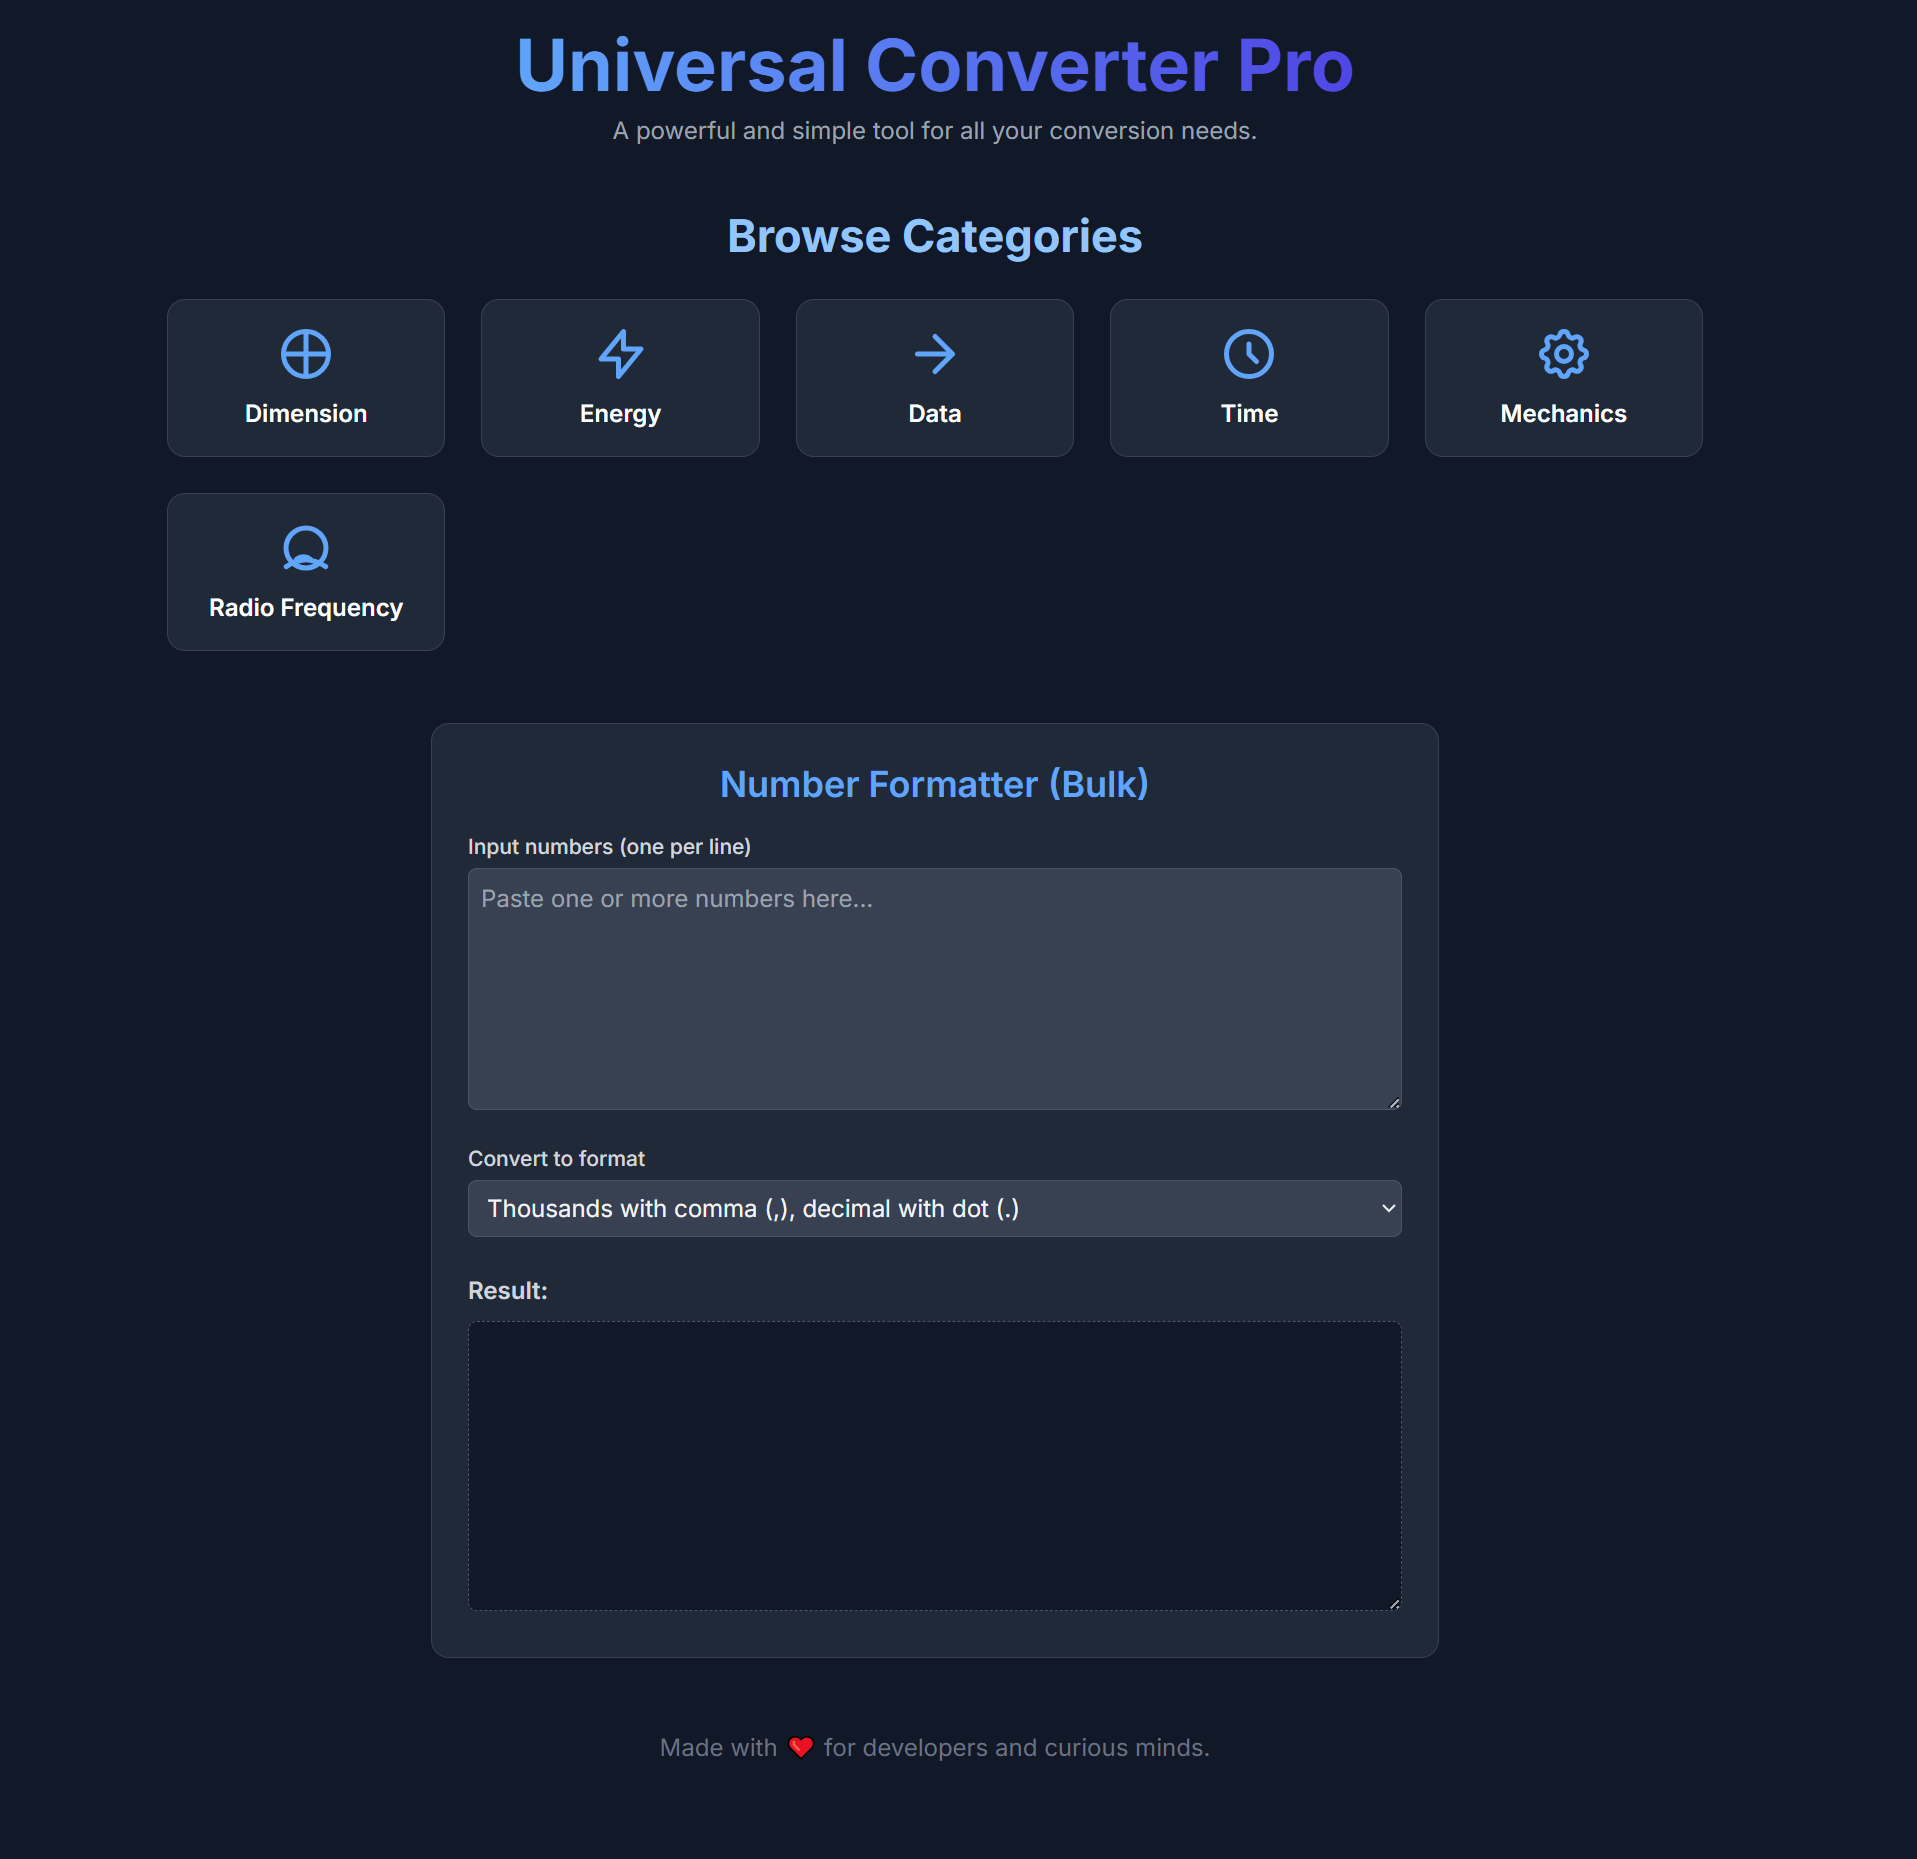 Universal Converter Pro
A powerful and simple tool for all your conversion needs.
Browse Categories
Dimension
Energy
Data
Time
Mechanics
Radio Frequency
Number Formatter (Bulk)
Input numbers (one per line)
Paste one or more numbers here...
Convert to format
Thousands with comma (,), decimal with dot (.)
Result:
Made with ❤️ for developers and curious minds.